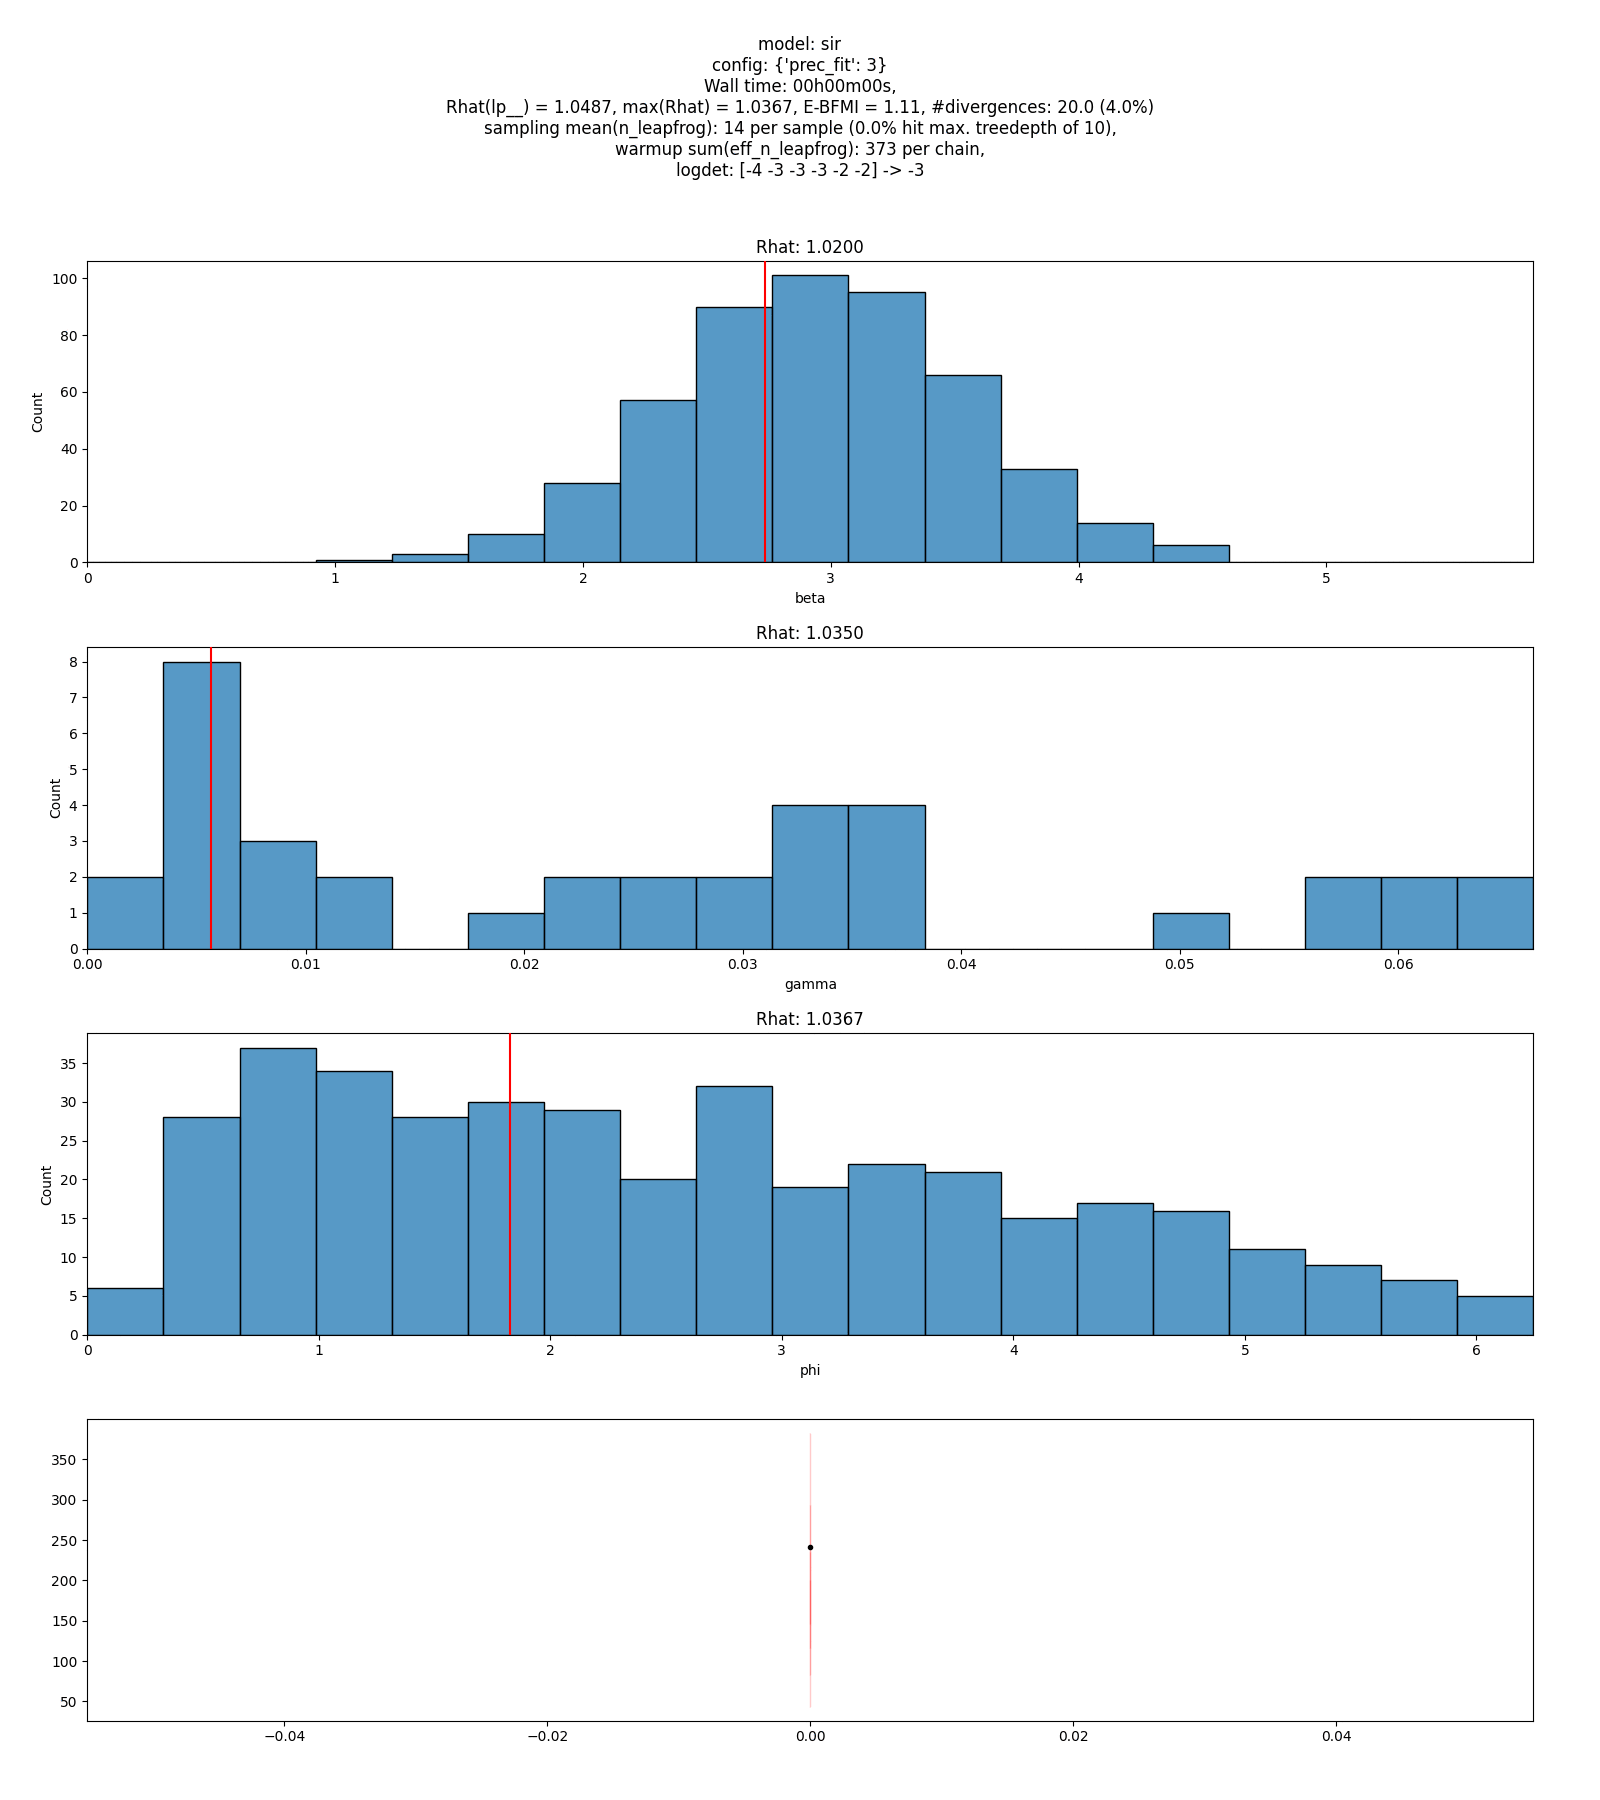 model: sir
config: {'prec_fit': 3}
Wall time: 00h00m00s,
Rhat(lp__) = 1.0487, max(Rhat) = 1.0367, E-BFMI = 1.11, #divergences: 20.0 (4.0%)
sampling mean(n_leapfrog): 14 per sample (0.0% hit max. treedepth of 10),
warmup sum(eff_n_leapfrog): 373 per chain,
logdet: [-4 -3 -3 -3 -2 -2] -> -3
Rhat: 1.0200
100
80
60
40
20
0
Count
0 1 2 3 4 5
beta
Rhat: 1.0350
8
7
6
5
4
3
2
1
0
Count
0.00 0.01 0.02 0.03 0.04 0.05 0.06
gamma
Rhat: 1.0367
35
30
25
20
15
10
5
0
Count
0 1 2 3 4 5 6
phi
350
300
250
200
150
100
50
−0.04 −0.02 0.00 0.02 0.04